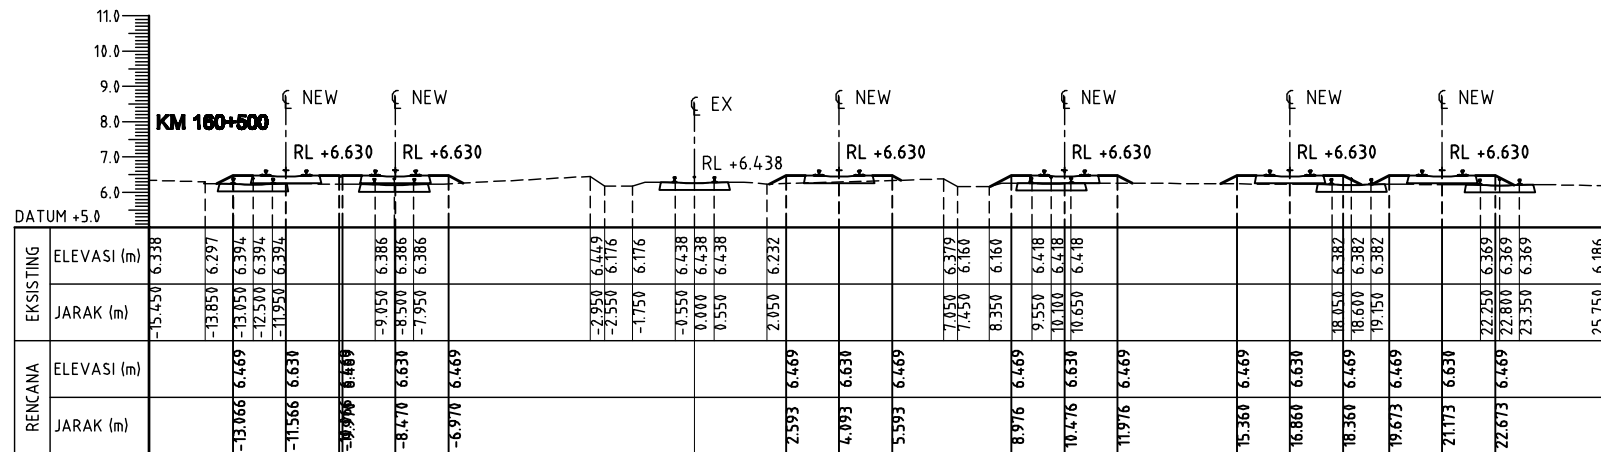 11.0
10.0
9.0
8.0
7.0
6.0
DATUM +5.0
KM 160+500
℄ NEW
℄ NEW
℄ EX
℄ NEW
℄ NEW
℄ NEW
℄ NEW
RL +6.630
RL +6.630
RL +6.438
RL +6.630
RL +6.630
RL +6.630
RL +6.630
EKSISTING
ELEVASI (m) 6.338 6.297 6.394 6.394 6.394 6.386 6.386 6.386 6.449 6.176 6.176 6.438 6.438 6.438 6.232 6.379 6.160 6.160 6.418 6.418 6.418 6.382 6.382 6.382 6.369 6.369 6.369 6.186
JARAK (m) -15.450 -13.850 -13.050 -12.500 -11.950 -9.050 -8.500 -7.950 -2.950 -2.550 -1.750 -0.550 0.000 0.550 2.050 7.050 7.450 8.350 9.550 10.100 10.650 18.050 18.600 19.150 22.250 22.800 23.350 25.750
RENCANA
ELEVASI (m) 6.469 6.630 6.469 6.630 6.469 6.469 6.630 6.469 6.469 6.630 6.469 6.469 6.630 6.469 6.469 6.630 6.469
JARAK (m) -13.066 -11.566 -8.470 -6.970 2.593 4.093 5.593 8.976 10.476 11.976 15.360 16.860 18.360 19.673 21.173 22.673